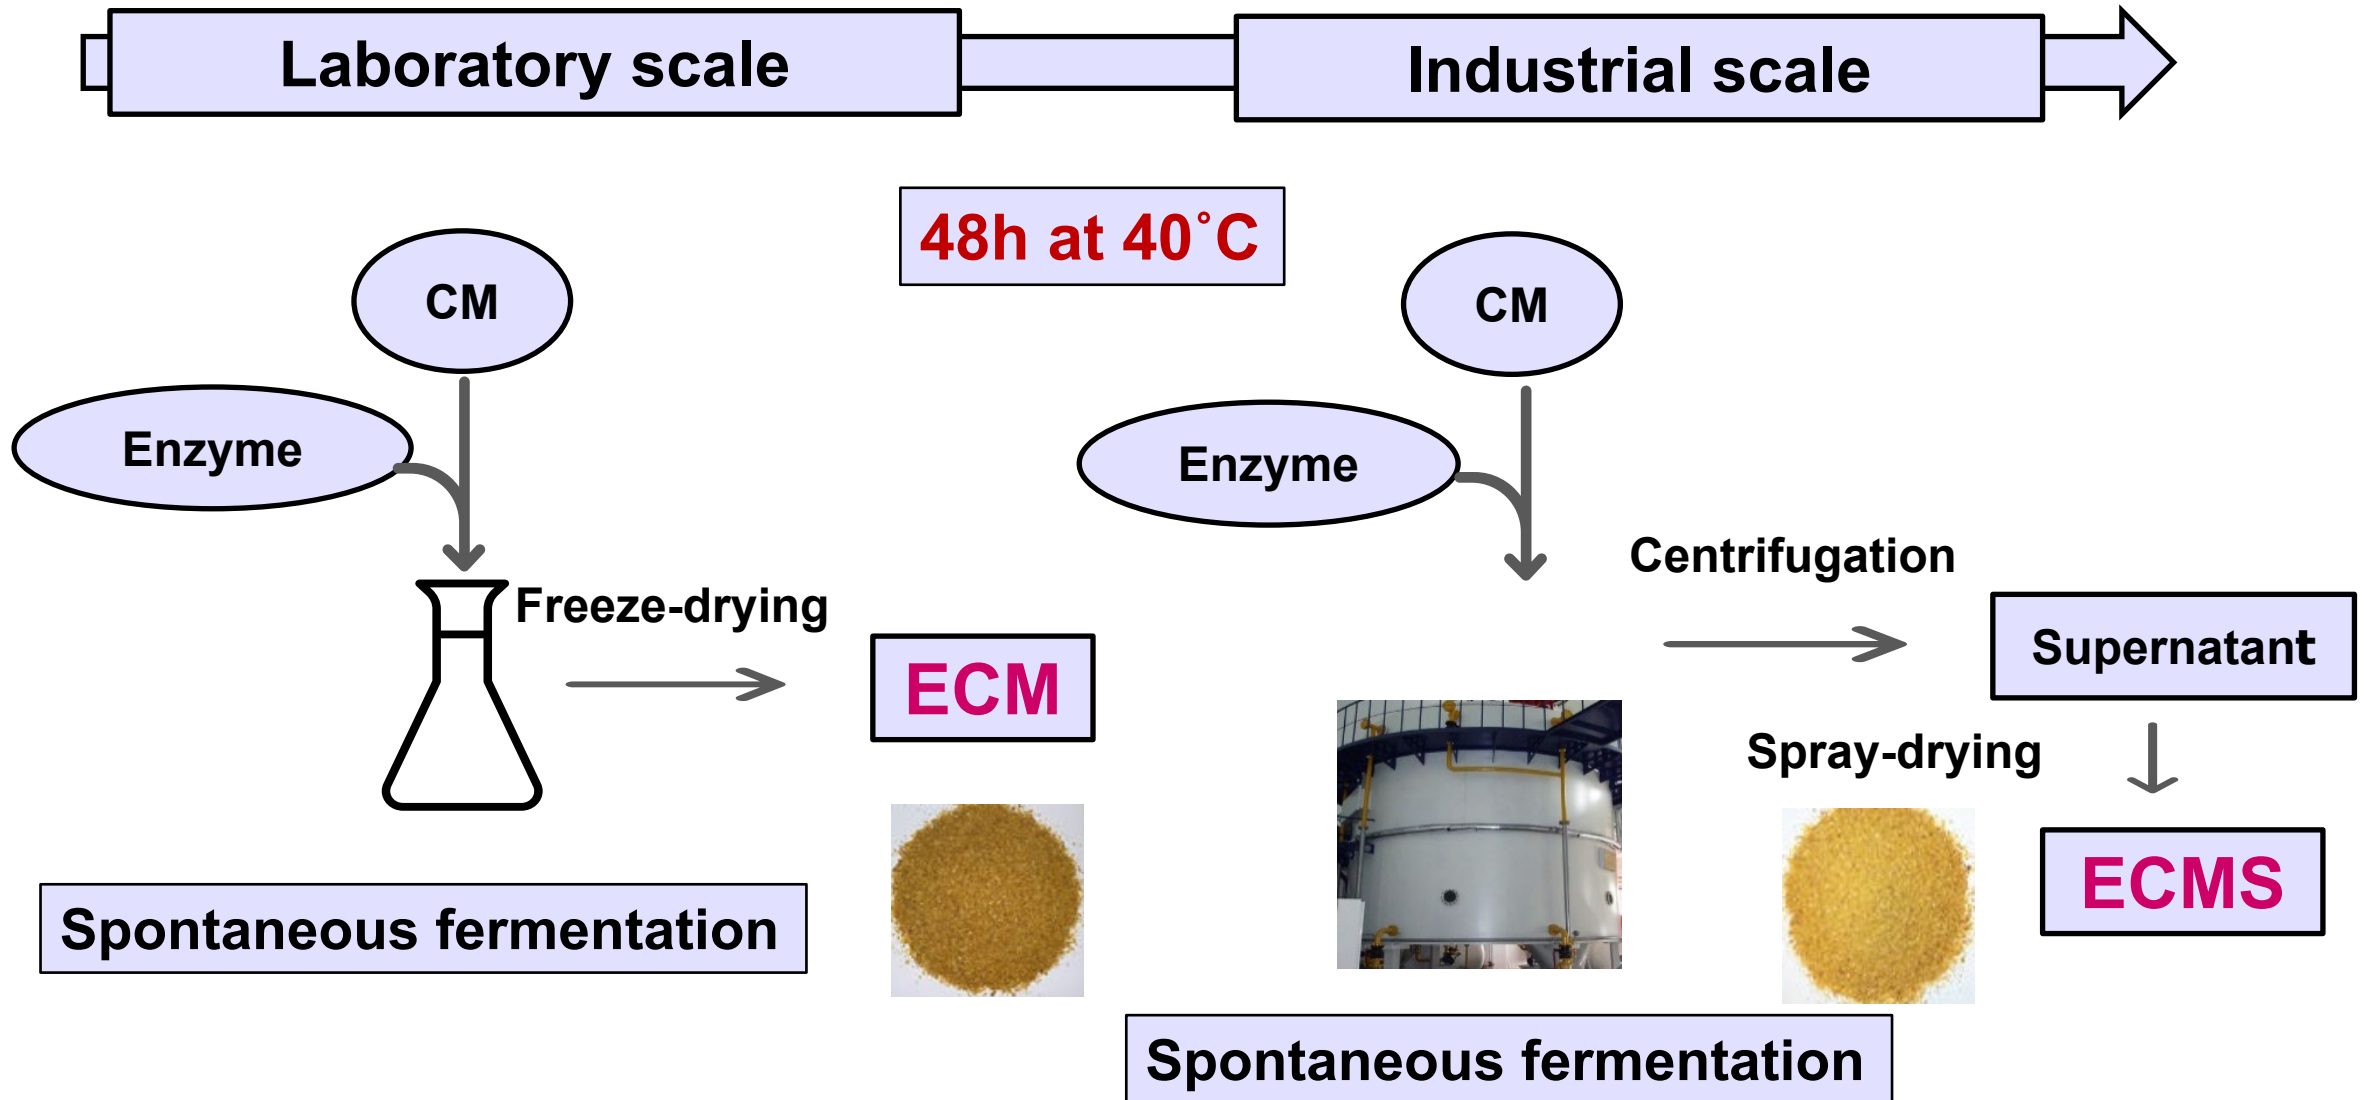 Laboratory scale
Industrial scale
48h at 40°C
CM
Enzyme
Freeze-drying
ECM
Spontaneous fermentation
CM
Enzyme
Centrifugation
Supernatant
Spray-drying
ECMS
Spontaneous fermentation